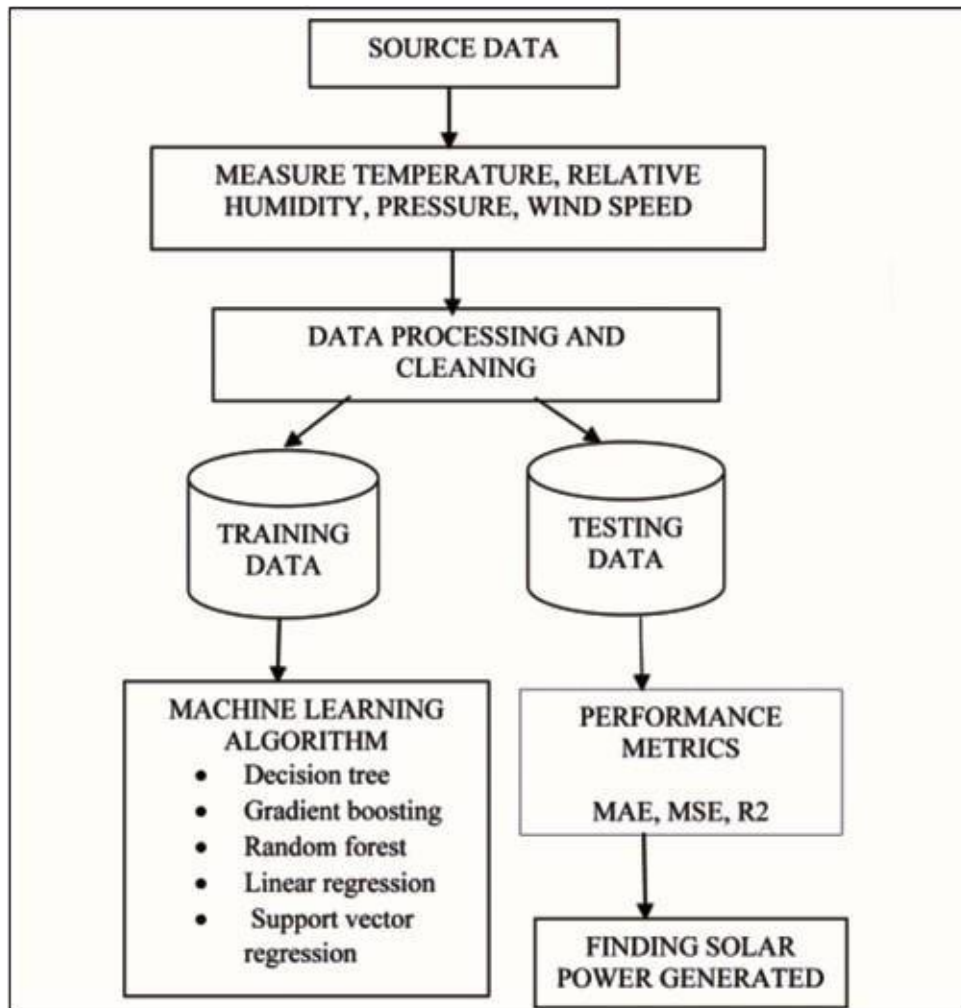 SOURCE DATA
MEASURE TEMPERATURE, RELATIVE
HUMIDITY, PRESSURE, WIND SPEED
DATA PROCESSING AND
CLEANING
TRAINING
DATA
TESTING
DATA
MACHINE LEARNING
ALGORITHM
• Decision tree
• Gradient boosting
• Random forest
• Linear regression
• Support vector
regression
PERFORMANCE
METRICS
MAE, MSE, R2
FINDING SOLAR
POWER GENERATED